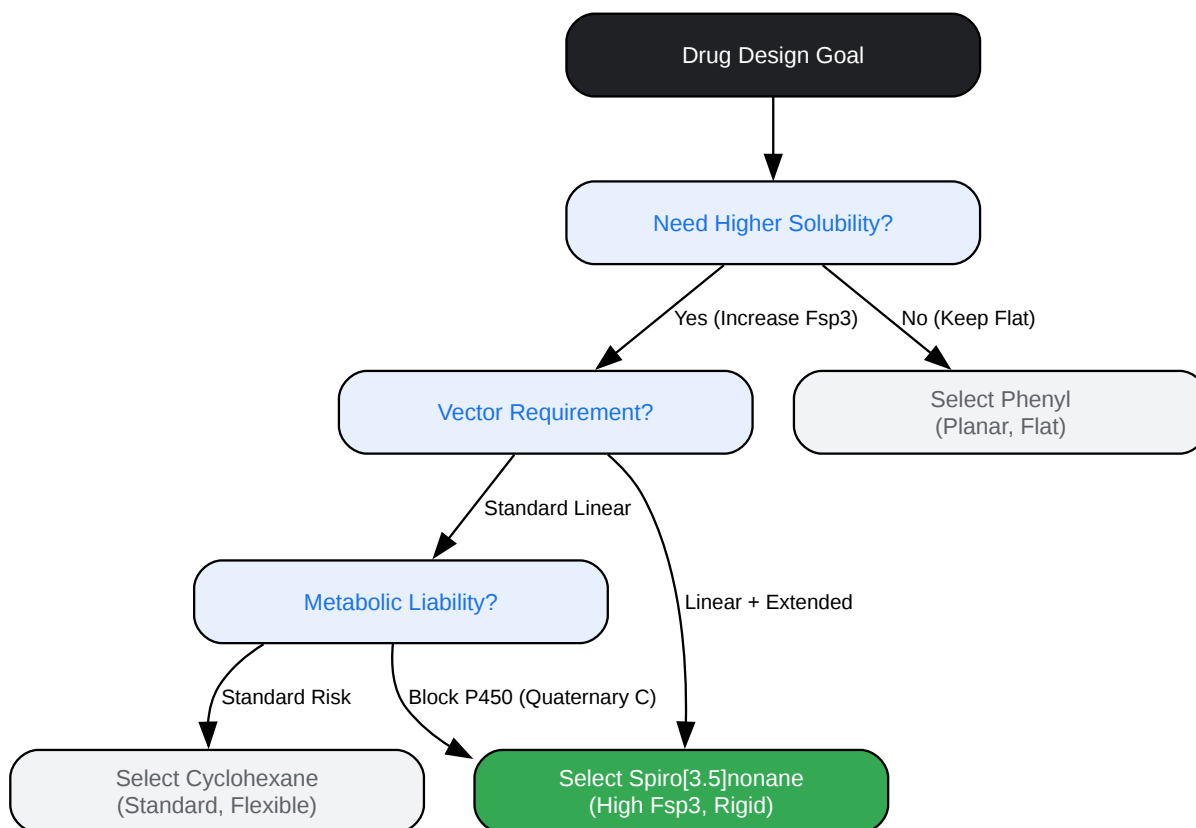 Drug Design Goal
Need Higher Solubility?
Yes (Increase Fsp3)
No (Keep Flat)
Vector Requirement?
Select Phenyl
(Planar, Flat)
Standard Linear
Metabolic Liability?
Linear + Extended
Standard Risk
Block P450 (Quaternary C)
Select Cyclohexane
(Standard, Flexible)
Select Spiro[3.5]nonane
(High Fsp3, Rigid)